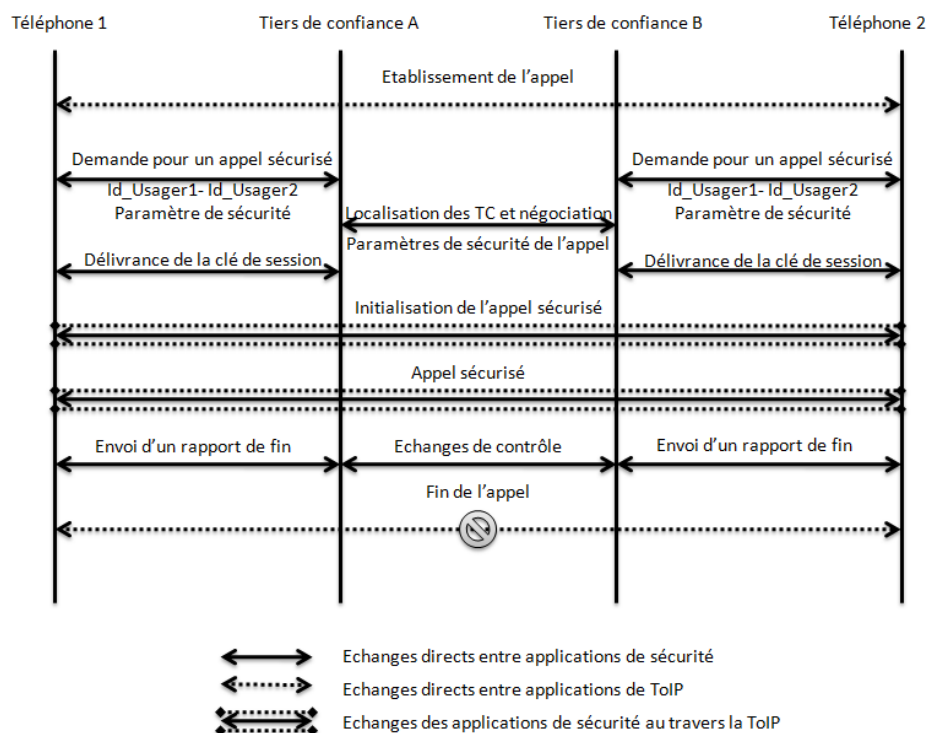 Téléphone 1
Tiers de confiance A
Tiers de confiance B
Téléphone 2
Etablissement de l'appel
Demande pour un appel sécurisé
Demande pour un appel sécurisé
Id_Usager1- Id_Usager2
Id_Usager1- Id_Usager2
Paramètre de sécurité
Localisation des TC et négociation
Paramètre de sécurité
Paramètres de sécurité de l'appel
Délivrance de la clé de session
Délivrance de la clé de session
Initialisation de l'appel sécurisé
Appel sécurisé
Envoi d'un rapport de fin
Echanges de contrôle
Envoi d'un rapport de fin
Fin de l'appel
Echanges directs entre applications de sécurité
Echanges directs entre applications de ToIP
Echanges des applications de sécurité au travers la ToIP